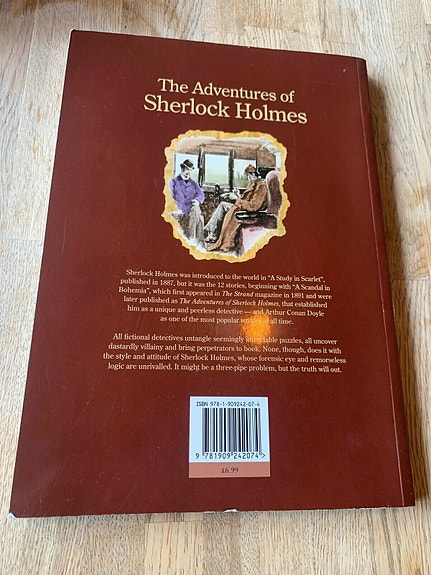 The Adventures of
Sherlock Holmes
Sherlock Holmes was introduced to the world in "A Study in Scarlet",
published in 1887, but it was the 12 stories, beginning with "A Scandal in
Bohemia", which first appeared in The Strand magazine in 1891 and were
later published as The Adventures of Sherlock Holmes, that established
him as a unique and peerless detective — and Arthur Conan Doyle
as one of the most popular writers of all time.
All fictional detectives untangle seemingly intractable puzzles, all uncover
dastardly villainy and bring perpetrators to book. None, though, does it with
the style and attitude of Sherlock Holmes, whose forensic eye and remorseless
logic are unrivalled. It might be a three-pipe problem, but the truth will out.
ISBN 978-1-909242-07-4
9 781909 242074 >
£6.99